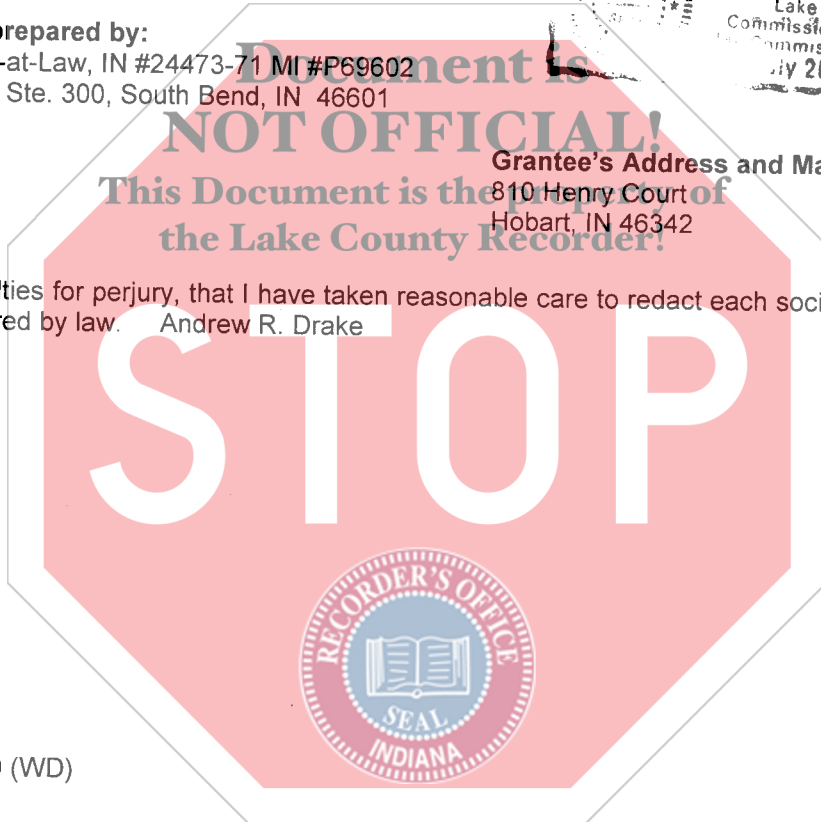 prepared by:
-at-Law, IN #24473-71 MI #P69602
Ste. 300, South Bend, IN 46601
Lake
Document is
NOT OFFICIAL!
This Document is the property of
the Lake County Recorder!
Grantee's Address and Ma
810 Henry Court
Hobart, IN 46342
ties for perjury, that I have taken reasonable care to redact each soci
red by law. Andrew R. Drake
STOP
RECORDER'S OFFICE
SEAL
INDIANA
(WD)